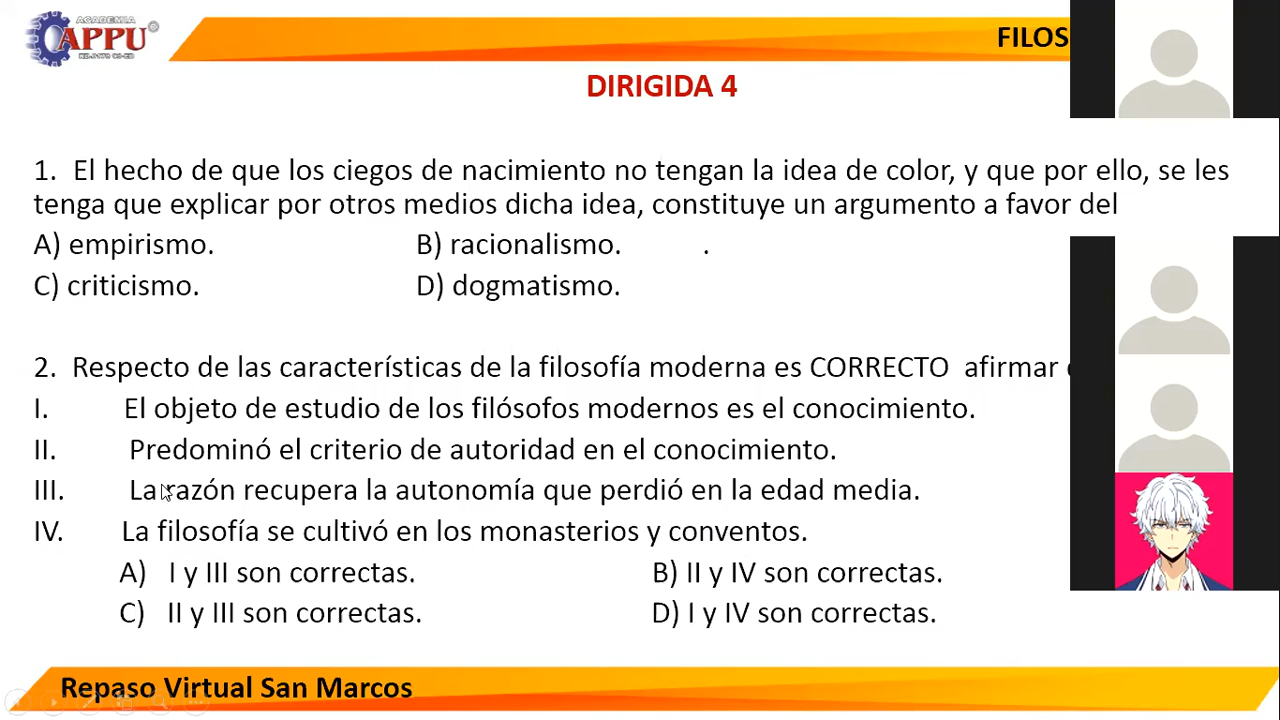 ACADEMIA
APPU
FILOS
DIRIGIDA 4
1. El hecho de que los ciegos de nacimiento no tengan la idea de color, y que por ello, se les
tenga que explicar por otros medios dicha idea, constituye un argumento a favor del
A) empirismo. B) racionalismo. .
C) criticismo. D) dogmatismo.
2. Respecto de las características de la filosofía moderna es CORRECTO afirmar
I. El objeto de estudio de los filósofos modernos es el conocimiento.
II. Predominó el criterio de autoridad en el conocimiento.
III. La razón recupera la autonomía que perdió en la edad media.
IV. La filosofía se cultivó en los monasterios y conventos.
A) I y III son correctas. B) II y IV son correctas.
C) II y III son correctas. D) I y IV son correctas.
Repaso Virtual San Marcos